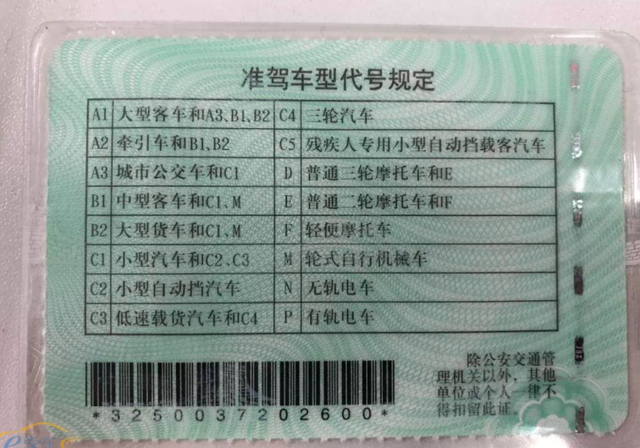 准驾车型代号规定
A1 大型客车和A3、B1、B2 C4 三轮汽车
A2 牵引车和B1、B2 C5 残疾人专用小型自动挡载客汽车
A3 城市公交车和C1 D 普通三轮摩托车和E
B1 中型客车和C1、M E 普通二轮摩托车和F
B2 大型货车和C1、M F 轻便摩托车
C1 小型汽车和C2、C3 M 轮式自行机械车
C2 小型自动挡汽车 N 无轨电车
C3 低速载货汽车和C4 P 有轨电车
除公安交通管
理机关以外，其他
单位或个人一律不
得扣留此证。
*3250037202600*